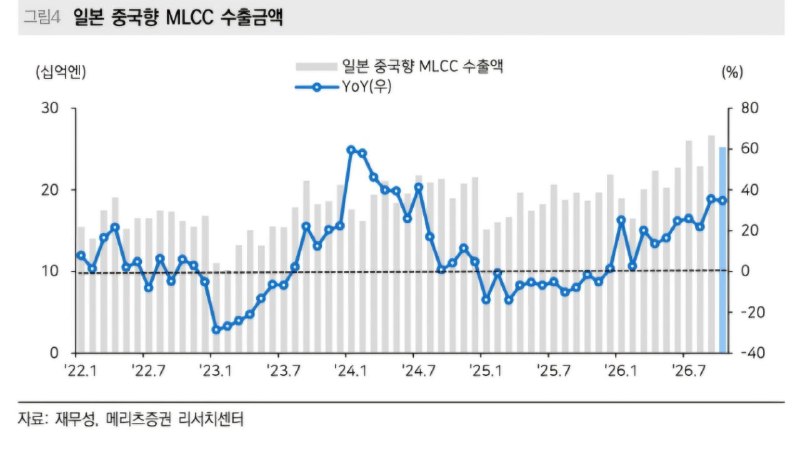 그림4 일본 중국향 MLCC 수출금액
(십억엔)
일본 중국향 MLCC 수출액
YoY(우)
(%)
30
20
10
0
80
60
40
20
0
-20
-40
'22.1 '22.7 '23.1 '23.7 '24.1 '24.7 '25.1 '25.7 '26.1 '26.7
자료: 재무성, 메리츠증권 리서치센터